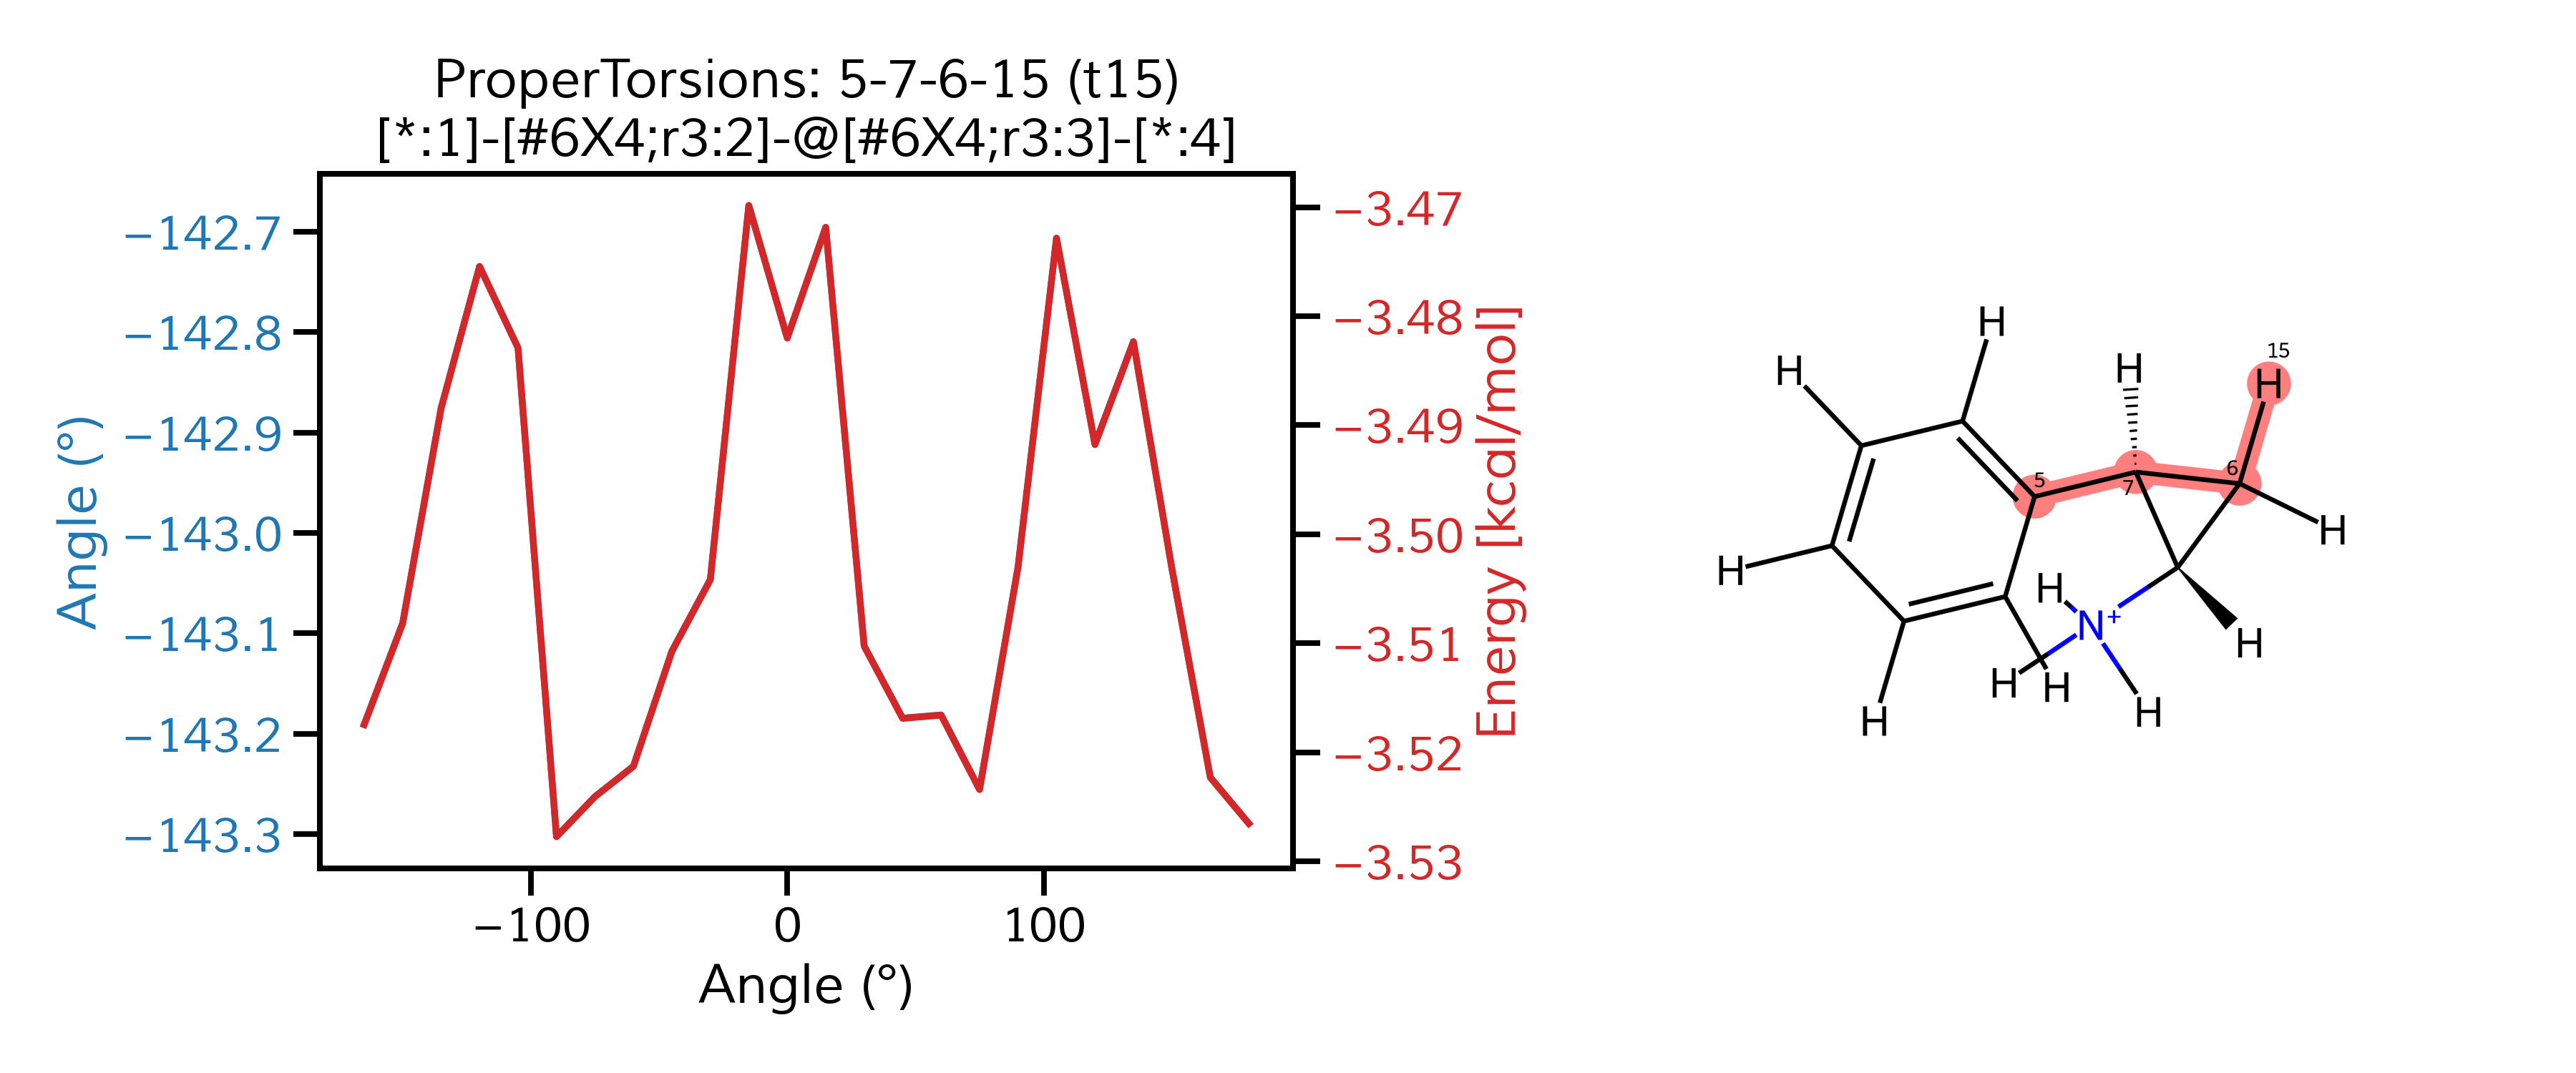 ProperTorsions: 5-7-6-15 (t15)
[*:1]-[#6X4;r3:2]-@[#6X4;r3:3]-[*:4]
Angle (°)
−142.7
−142.8
−142.9
−143.0
−143.1
−143.2
−143.3
−3.47
−3.48
−3.49
−3.50
−3.51
−3.52
−3.53
Energy [kcal/mol]
−100
0
100
Angle (°)
H
15
H
H
H
H
5
7
6
H
H
H
N+
H
H
H
H
H